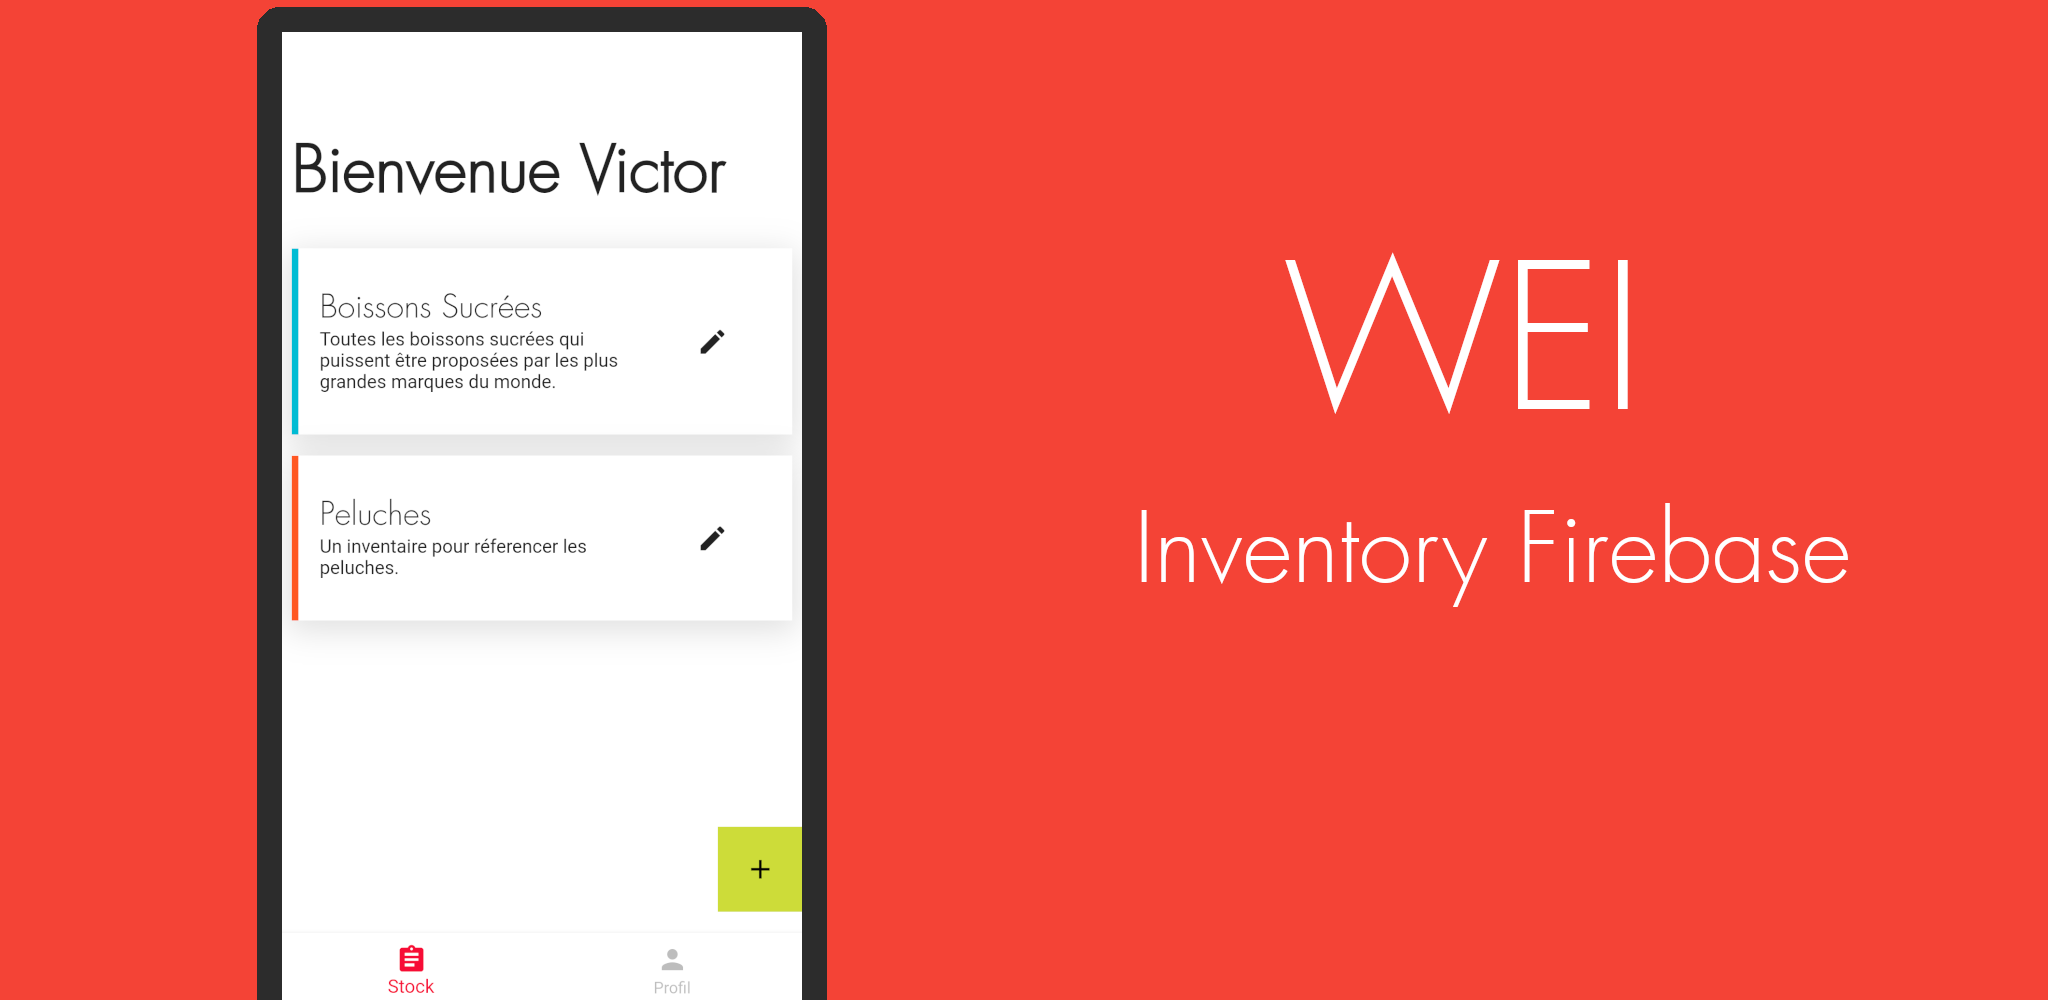 Bienvenue Victor
Boissons Sucrées
Toutes les boissons sucrées qui
puissent être proposées par les plus
grandes marques du monde.
Peluches
Un inventaire pour réferencer les
peluches.
+
Stock
Profil
WEI
Inventory Firebase